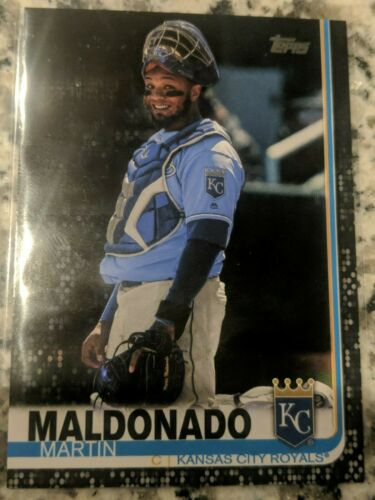 Topps
KC
MALDONADO
MARTIN
C | KANSAS CITY ROYALS®
KC